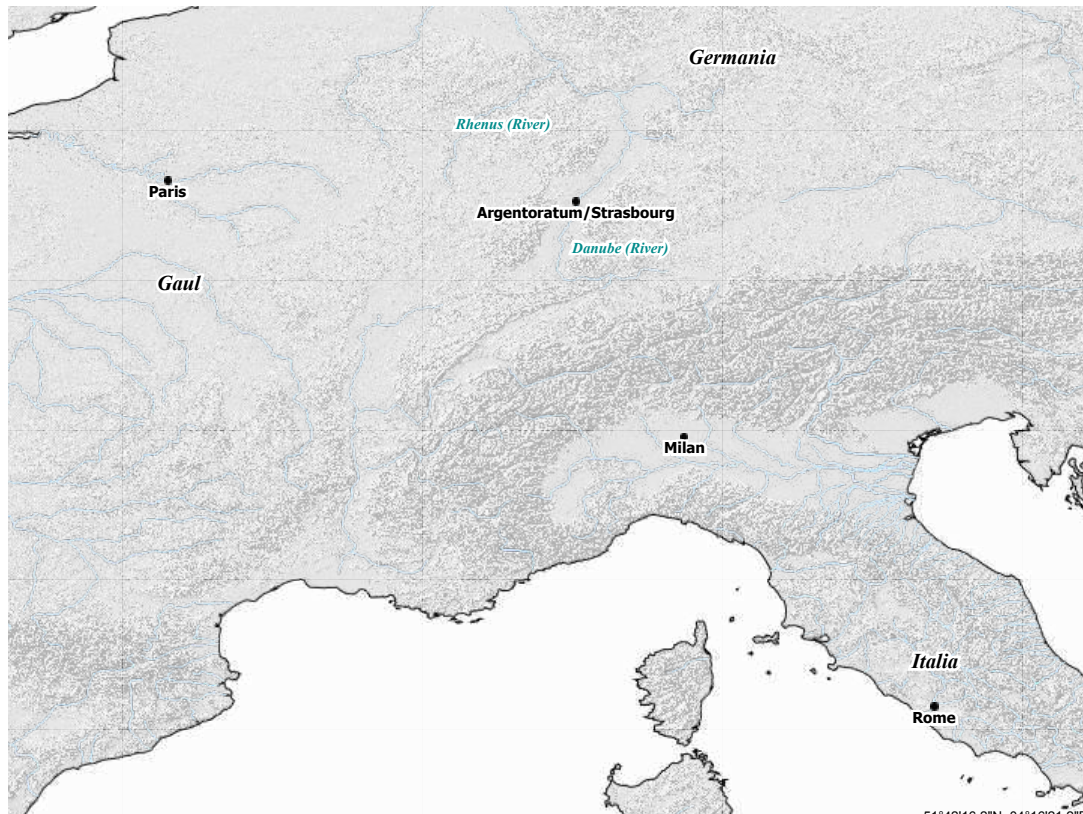 Germania
Rhenus (River)
Paris
Argentoratum/Strasbourg
Danube (River)
Gaul
Milan
Italia
Rome